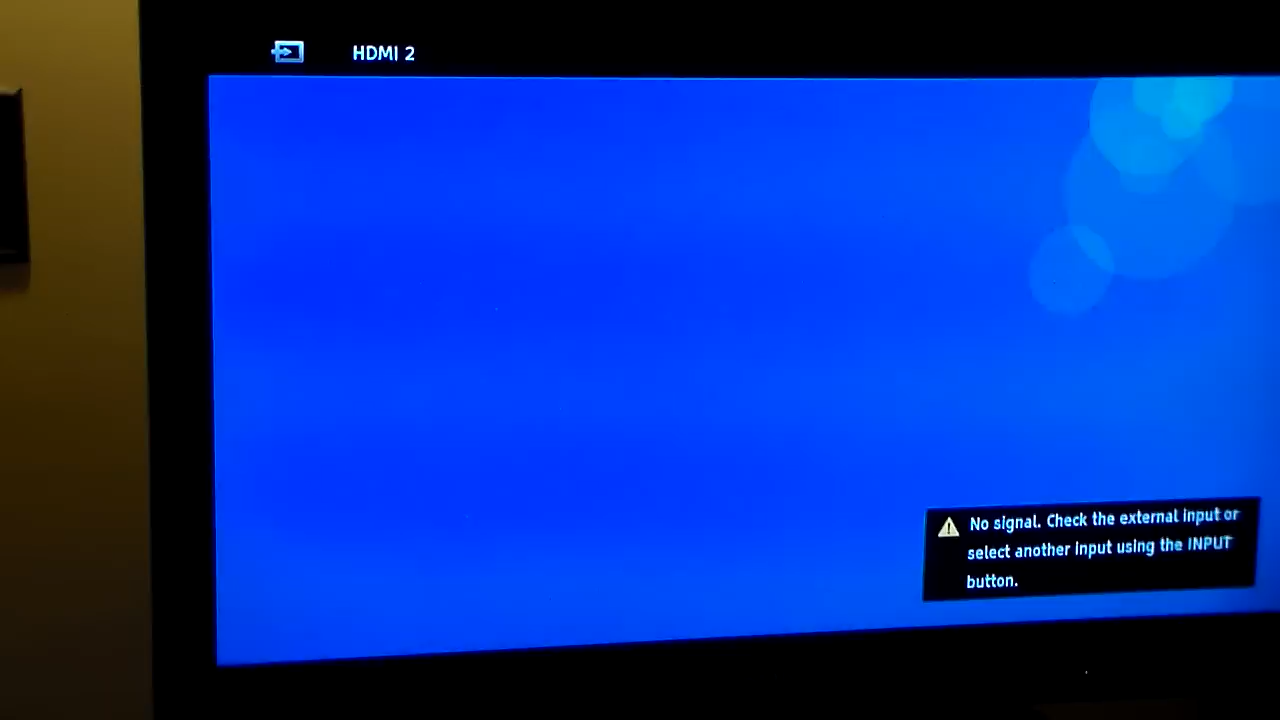 HDMI 2
No signal. Check the external input or
select another input using the INPUT
button.